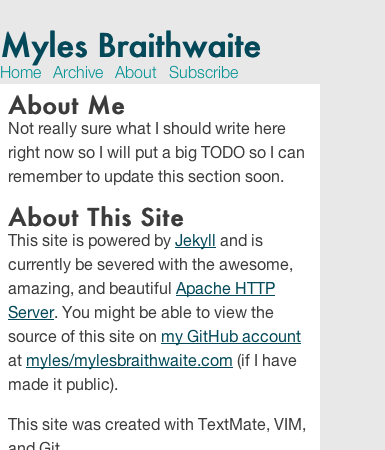 Myles Braithwaite
Home Archive About Subscribe
About Me
Not really sure what I should write here
right now so I will put a big TODO so I can
remember to update this section soon.
About This Site
This site is powered by Jekyll and is
currently be severed with the awesome,
amazing, and beautiful Apache HTTP
Server. You might be able to view the
source of this site on my GitHub account
at myles/mylesbraithwaite.com (if I have
made it public).
This site was created with TextMate, VIM,
and Git